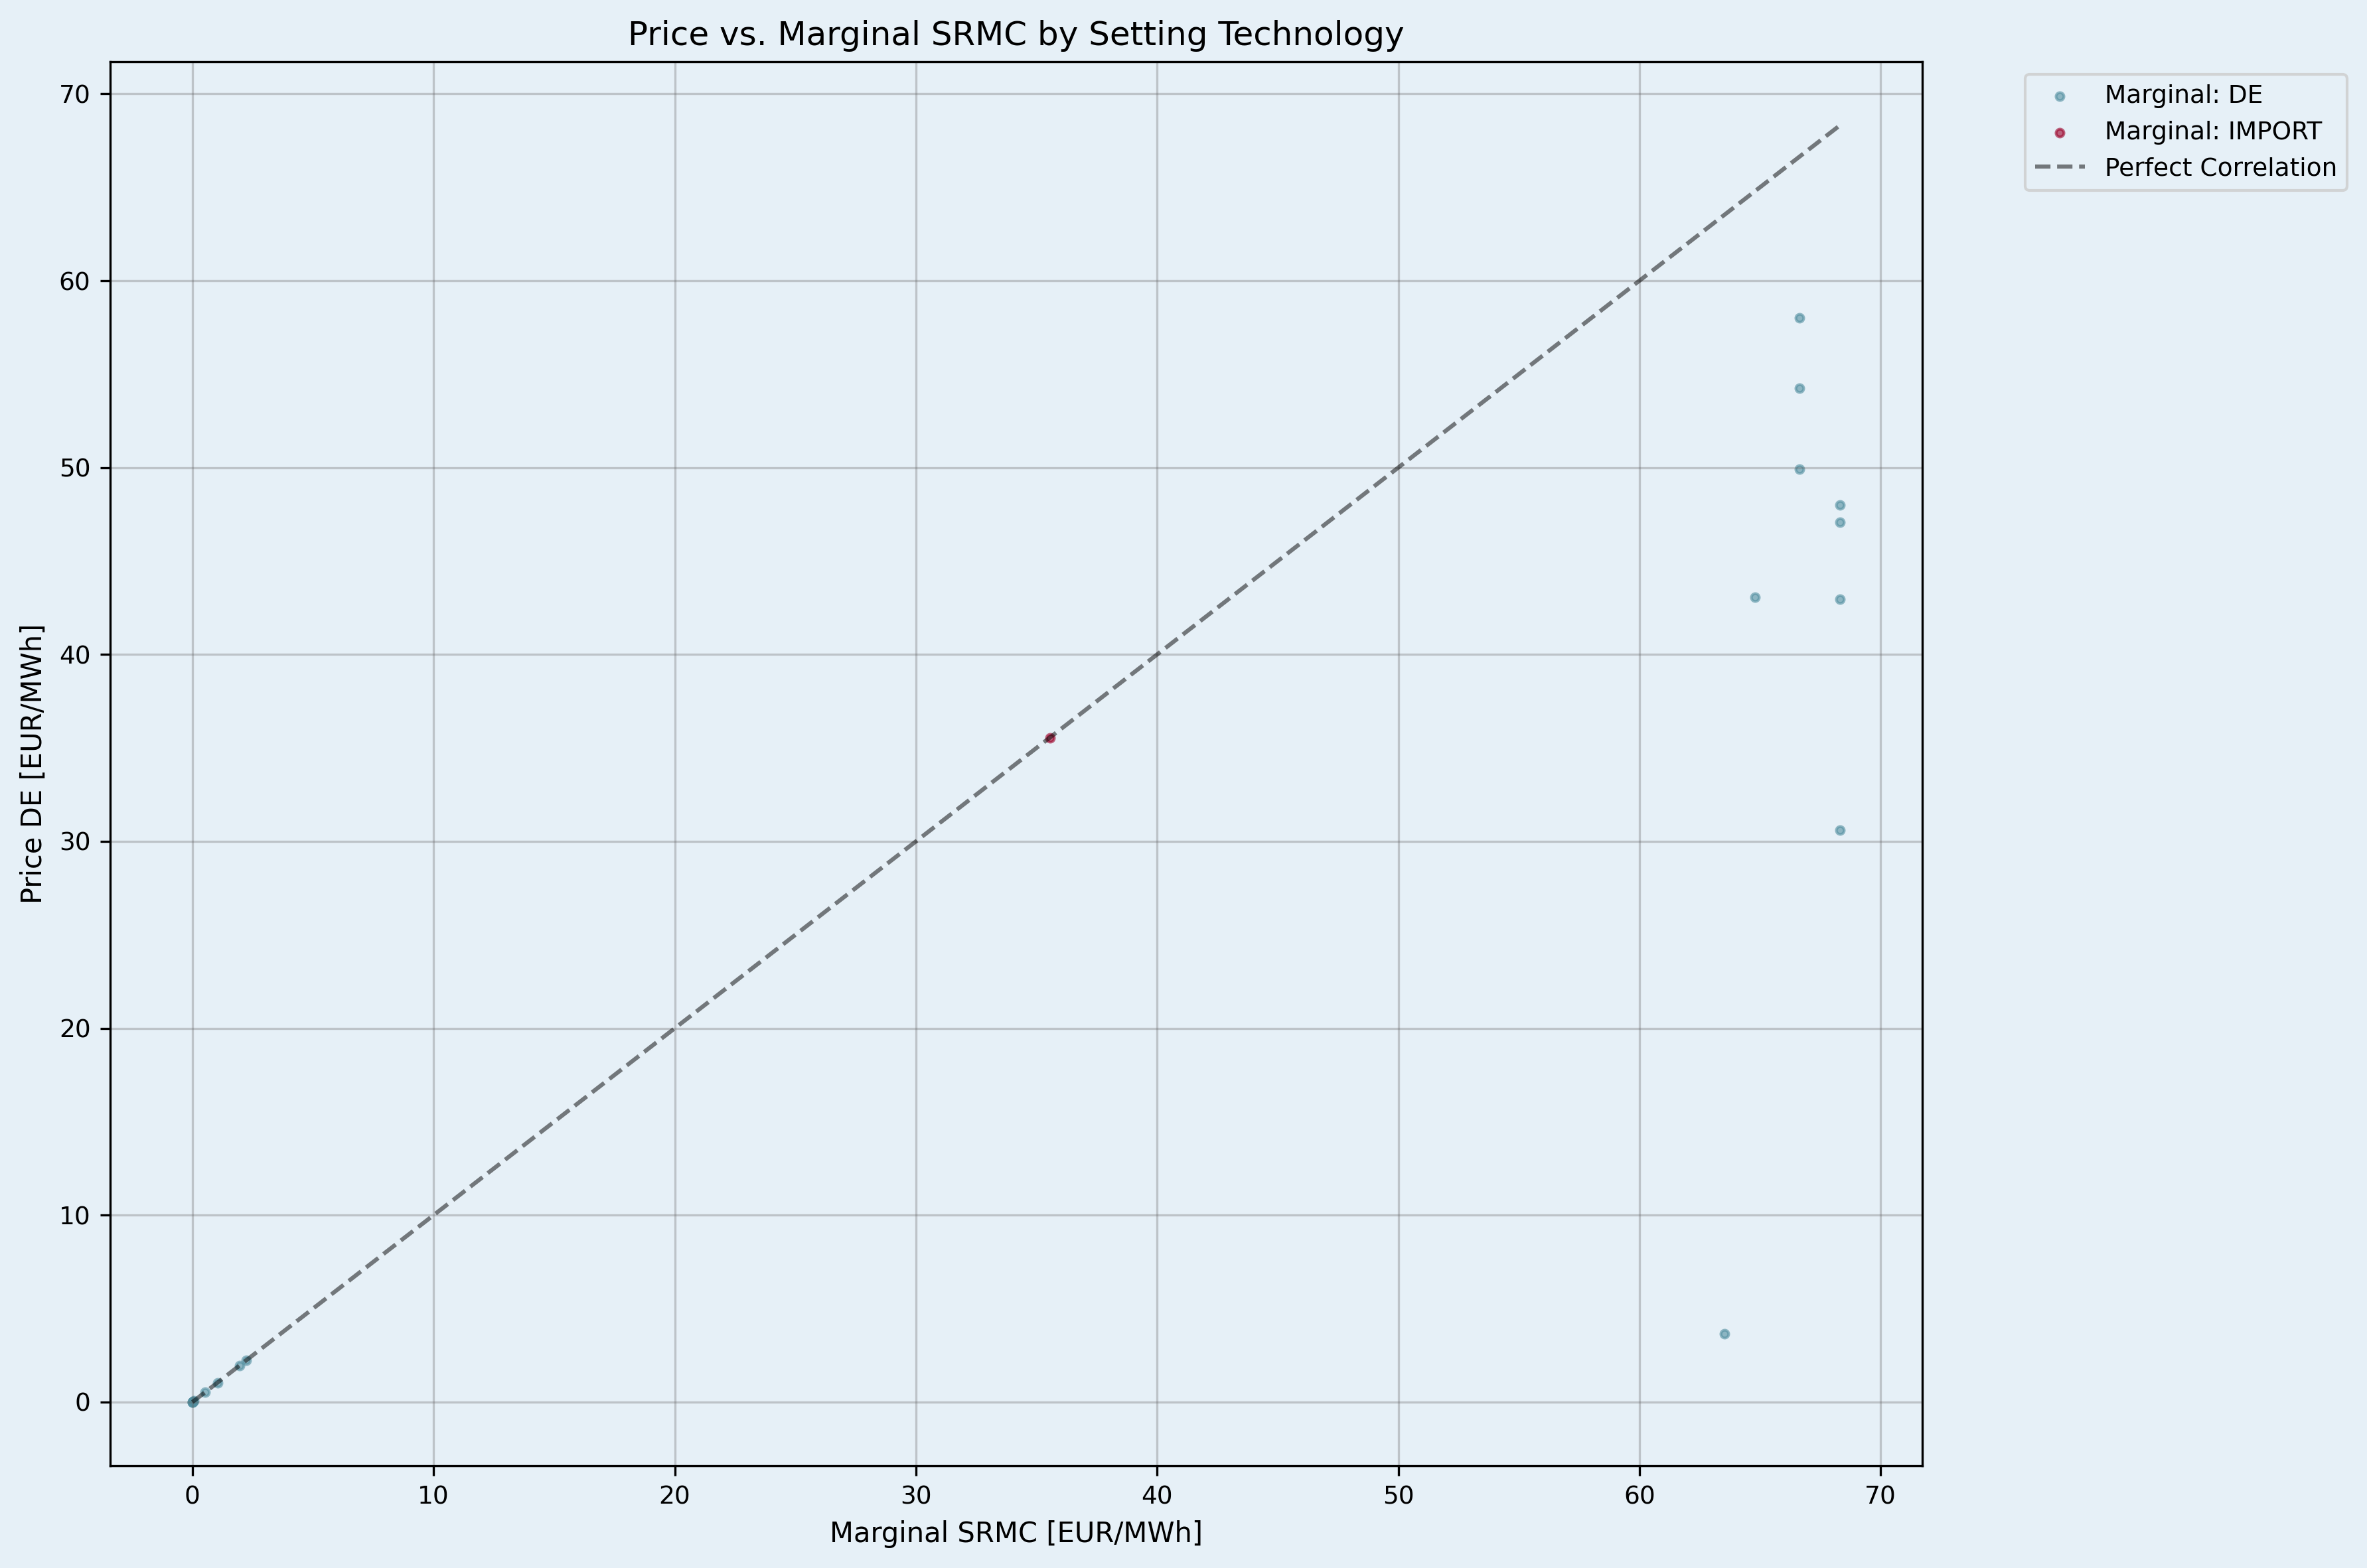 Price vs. Marginal SRMC by Setting Technology
Marginal: DE
Marginal: IMPORT
Perfect Correlation
Price DE [EUR/MWh]
70
60
50
40
30
20
10
0
0 10 20 30 40 50 60 70
Marginal SRMC [EUR/MWh]